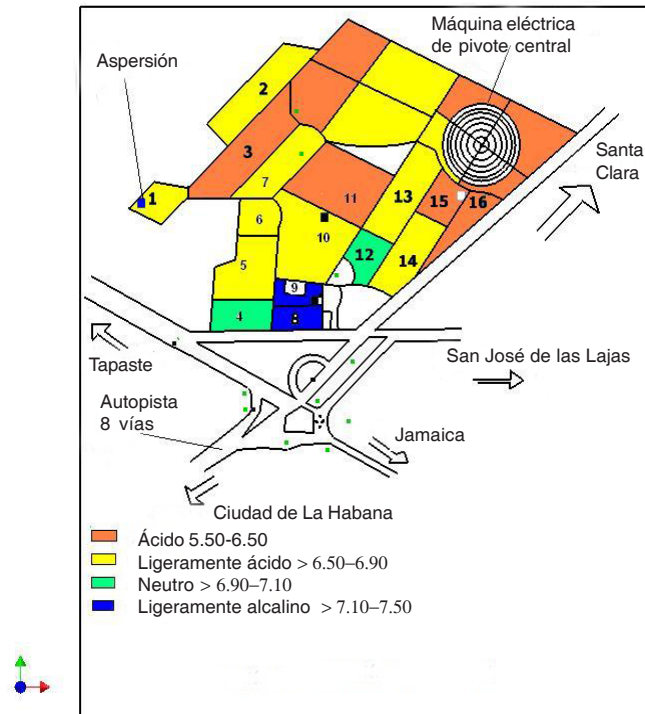 Máquina eléctrica
de pivote central
Aspersión
2
Santa
Clara
3
7
1
11
13
15
16
6
10
12
14
5
9
4
8
Tapaste
San José de las Lajas
Autopista
8 vías
Jamaica
Ciudad de La Habana
Ácido 5.50-6.50
Ligeramente ácido > 6.50–6.90
Neutro > 6.90–7.10
Ligeramente alcalino > 7.10–7.50